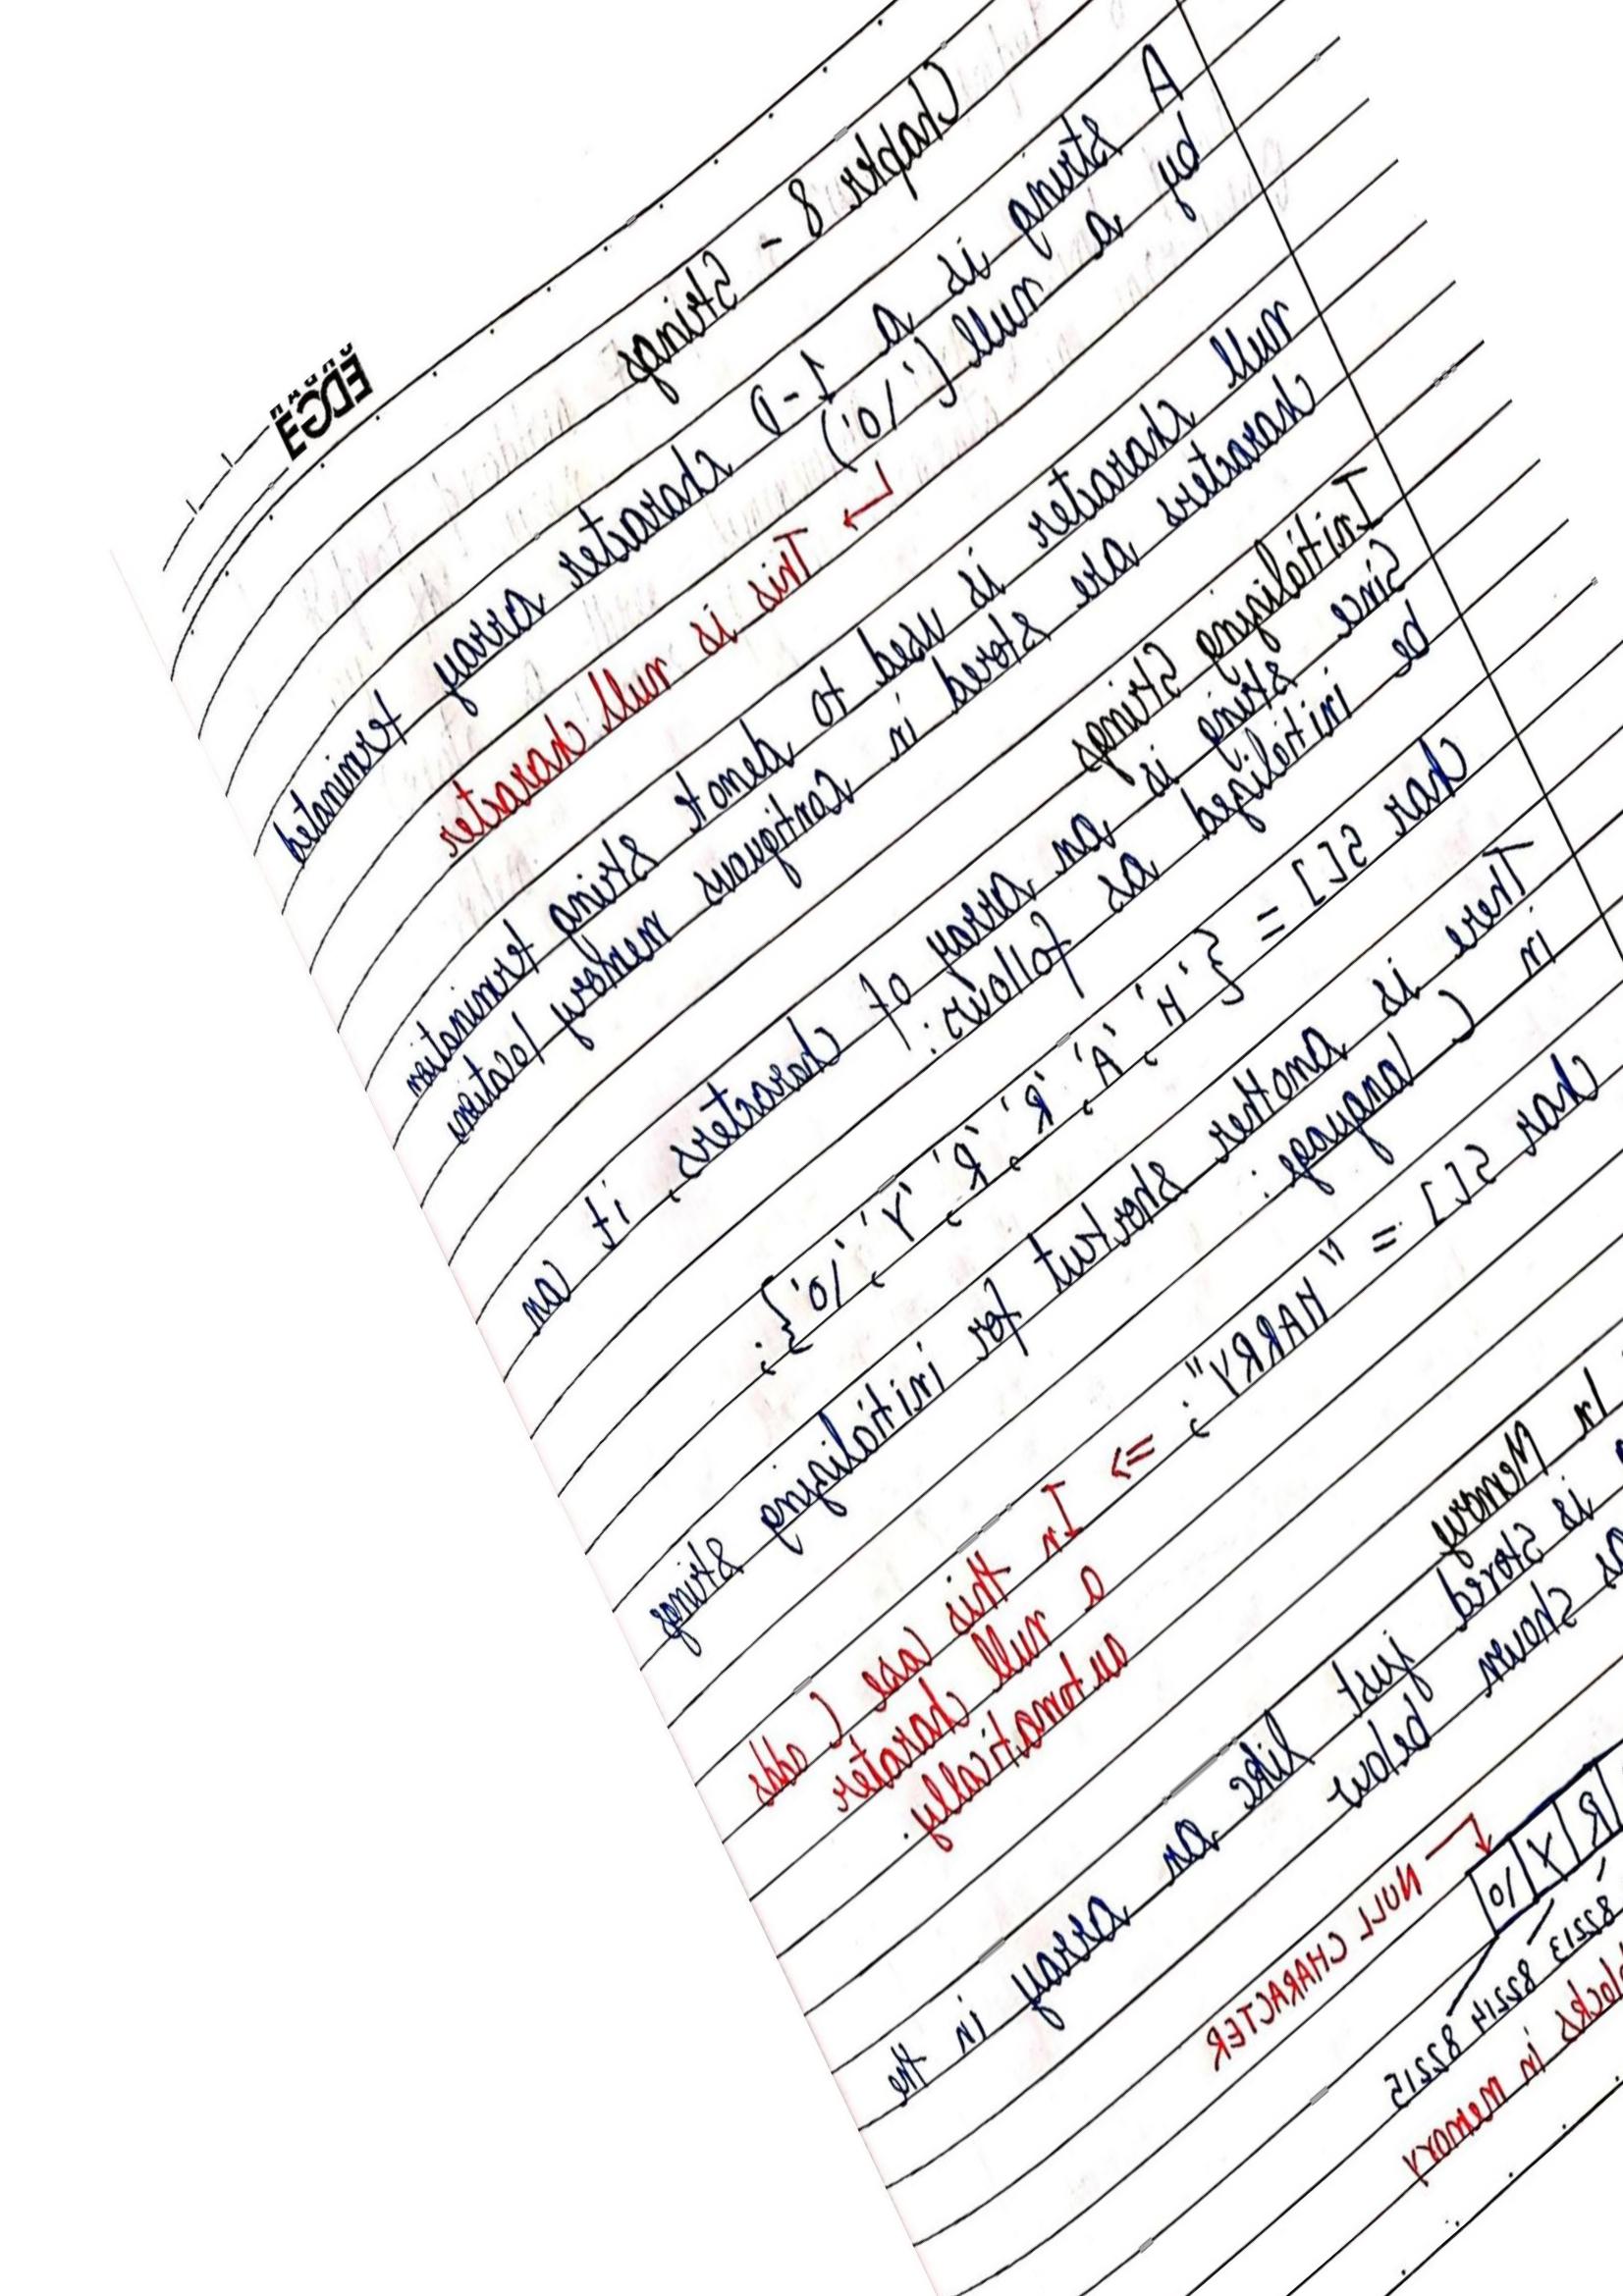 EDGE
Chapter 8 - Strings
A string is a 1-D character array terminated
by a null ('\0')
↳ This is null character
null character is used to denote string termination
characters are stored in contiguous memory locations
Initializing Strings
Since string is an array of characters, it can
be initialized as follows:
char s[] = {'H', 'A', 'R', 'R', 'Y', '\0'};
There is another shortcut for initializing strings
in C language:
char s[] = "HARRY"; => In this case C adds
a null character
automatically.
In Memory
is stored just like an array in the
as shown below
NULL CHARACTER
R Y \0
82213 82214 82215
blocks in memory